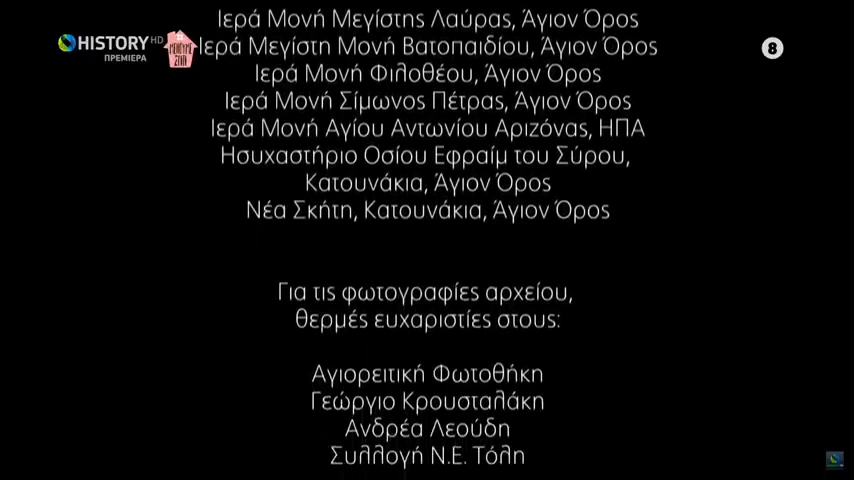 Ιερά Μονή Μεγίστης Λαύρας, Άγιον Όρος
HISTORY HD
ΠΡΕΜΙΕΡΑ
#ΜΕΝΟΥΜΕ ΣΠΙΤΙ
Ιερά Μεγίστη Μονή Βατοπαιδίου, Άγιον Όρος
8
Ιερά Μονή Φιλοθέου, Άγιον Όρος
Ιερά Μονή Σίμωνος Πέτρας, Άγιον Όρος
Ιερά Μονή Αγίου Αντωνίου Αριζόνας, ΗΠΑ
Ησυχαστήριο Οσίου Εφραίμ του Σύρου,
Κατουνάκια, Άγιον Όρος
Νέα Σκήτη, Κατουνάκια, Άγιον Όρος
Για τις φωτογραφίες αρχείου,
θερμές ευχαριστίες στους:
Αγιορειτική Φωτοθήκη
Γεώργιο Κρουσταλάκη
Ανδρέα Λεούδη
Συλλογή Ν.Ε. Τόλη